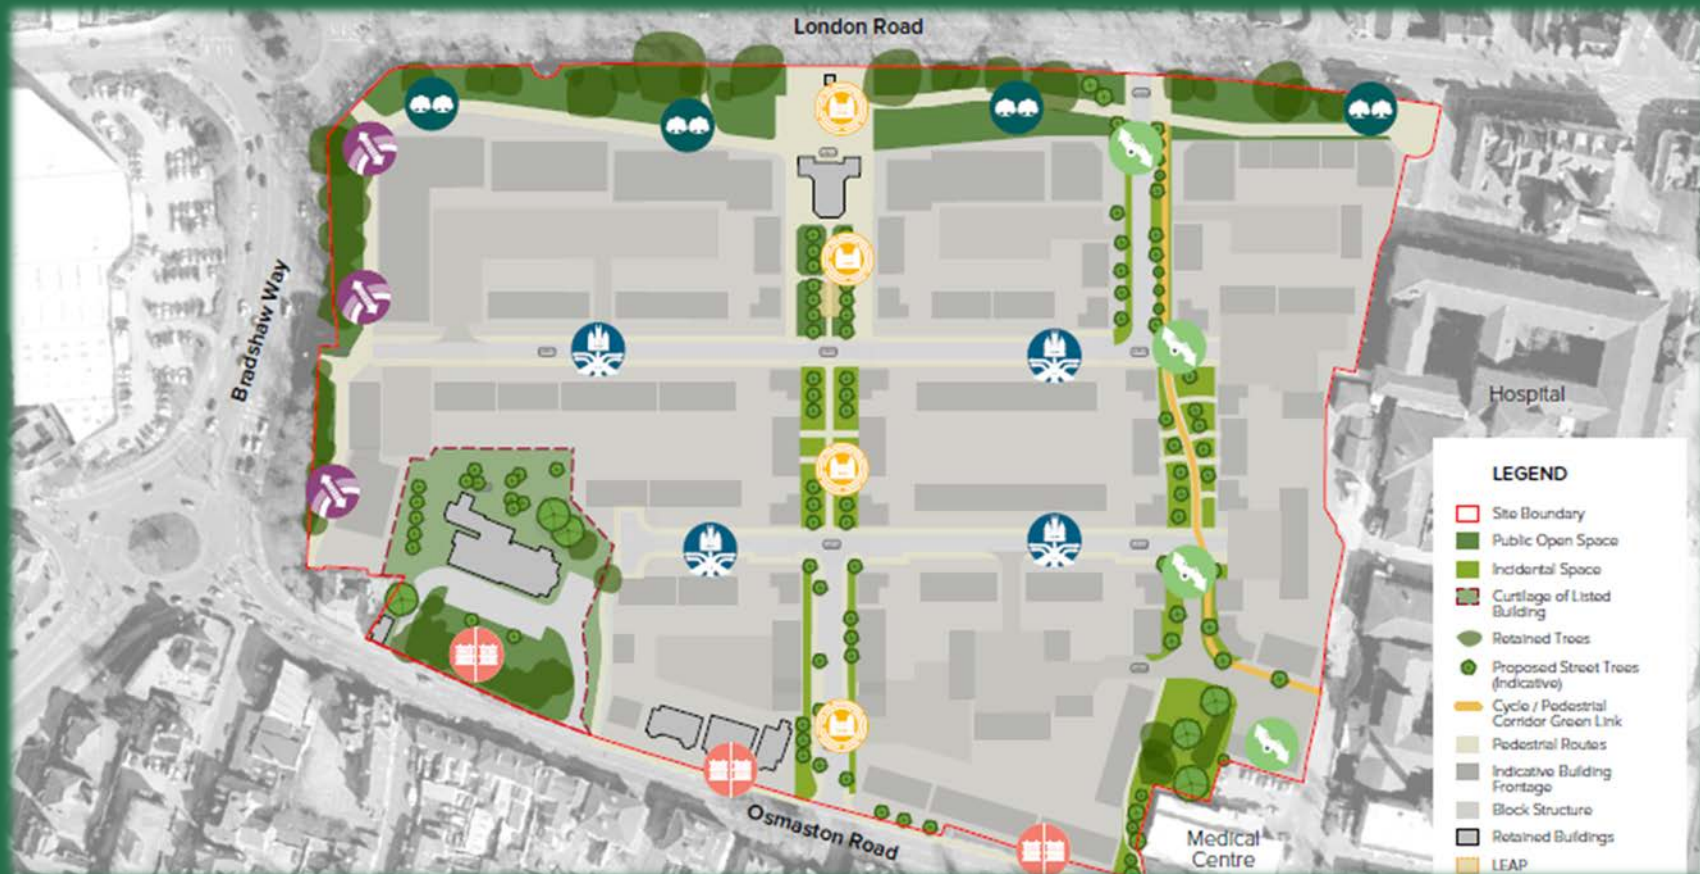 London Road
Bradshaw Way
Hospital
LEGEND
Site Boundary
Public Open Space
Incidental Space
Curtilage of Listed
Building
Retained Trees
Proposed Street Trees
(Indicative)
Cycle / Pedestrial
Corridor Green Link
Pedestrial Routes
Indicative Building
Frontage
Block Structure
Retained Buildings
LEAP
Osmaston Road
Medical
Centre